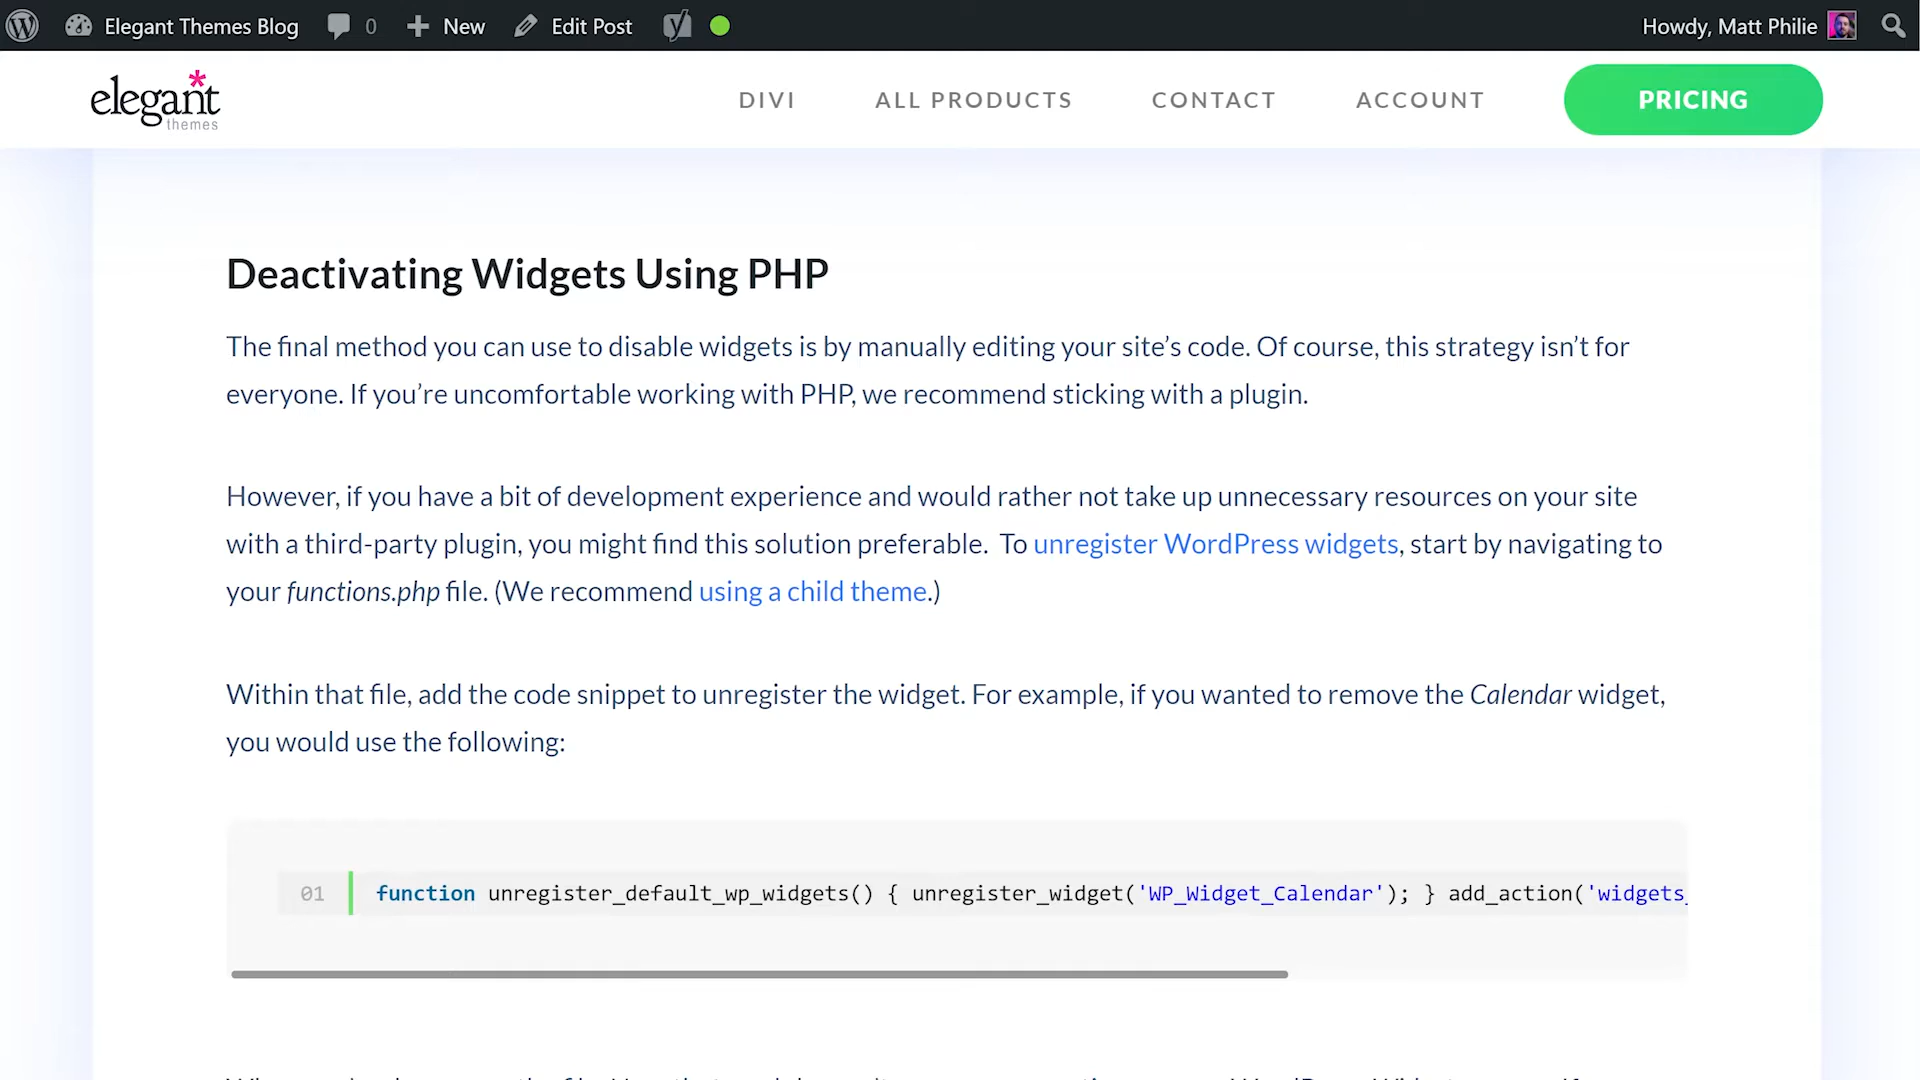 Elegant Themes Blog 0 New Edit Post Howdy, Matt Philie
elegant themes DIVI ALL PRODUCTS CONTACT ACCOUNT PRICING
Deactivating Widgets Using PHP
The final method you can use to disable widgets is by manually editing your site’s code. Of course, this strategy isn’t for
everyone. If you’re uncomfortable working with PHP, we recommend sticking with a plugin.
However, if you have a bit of development experience and would rather not take up unnecessary resources on your site
with a third-party plugin, you might find this solution preferable. To unregister WordPress widgets, start by navigating to
your functions.php file. (We recommend using a child theme.)
Within that file, add the code snippet to unregister the widget. For example, if you wanted to remove the Calendar widget,
you would use the following:
01 function unregister_default_wp_widgets() { unregister_widget('WP_Widget_Calendar'); } add_action('widgets_